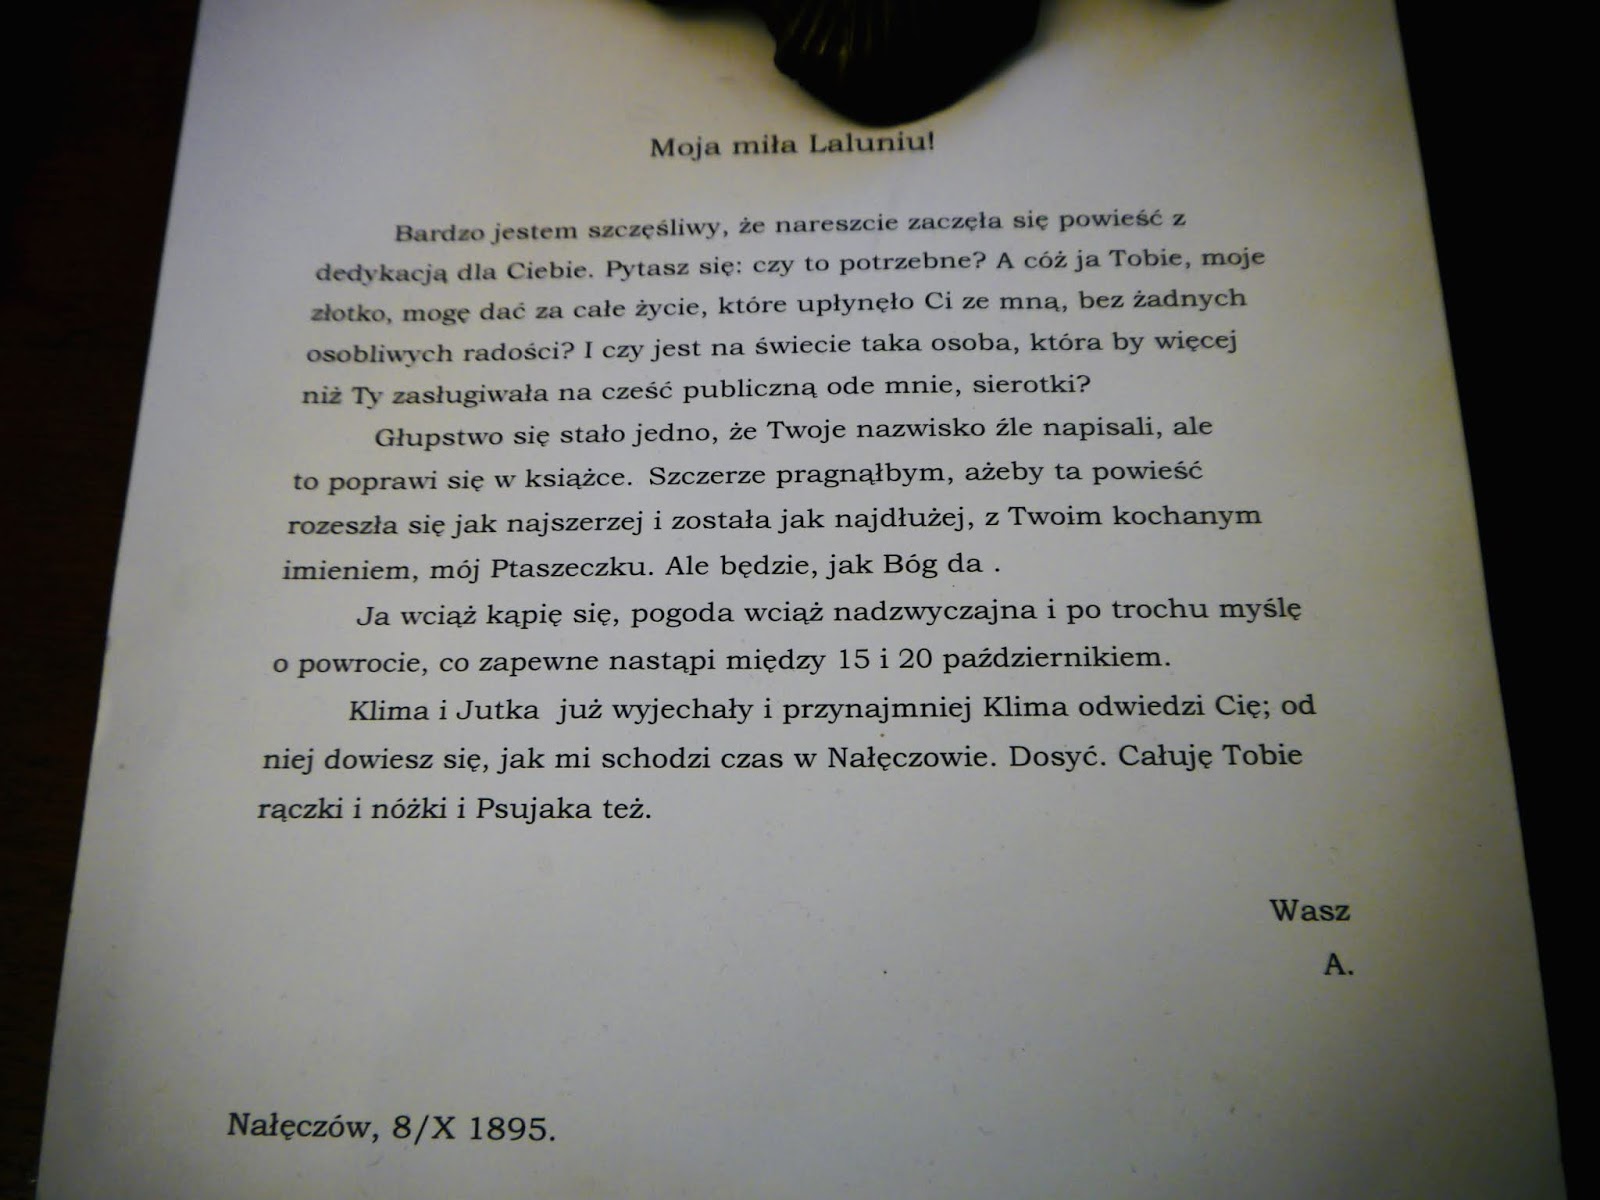 Moja miła Laluniu!
Bardzo jestem szczęśliwy, że nareszcie zaczęła się powieść z
dedykacją dla Ciebie. Pytasz się: czy to potrzebne? A cóż ja Tobie, moje
złotko, mogę dać za całe życie, które upłynęło Ci ze mną, bez żadnych
osobliwych radości? I czy jest na świecie taka osoba, która by więcej
niż Ty zasługiwała na cześć publiczną ode mnie, sierotki?
Głupstwo się stało jedno, że Twoje nazwisko źle napisali, ale
to poprawi się w książce. Szczerze pragnąłbym, ażeby ta powieść
rozeszła się jak najszerzej i została jak najdłużej, z Twoim kochanym
imieniem, mój Ptaszeczku. Ale będzie, jak Bóg da .
Ja wciąż kąpię się, pogoda wciąż nadzwyczajna i po trochu myślę
o powrocie, co zapewne nastąpi między 15 i 20 październikiem.
Klima i Jutka już wyjechały i przynajmniej Klima odwiedzi Cię; od
niej dowiesz się, jak mi schodzi czas w Nałęczowie. Dosyć. Całuję Tobie
rączki i nóżki i Psujaka też.
Wasz
A.
Nałęczów, 8/X 1895.